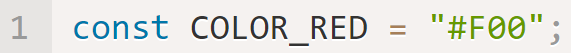 1 const COLOR_RED = "#F00";